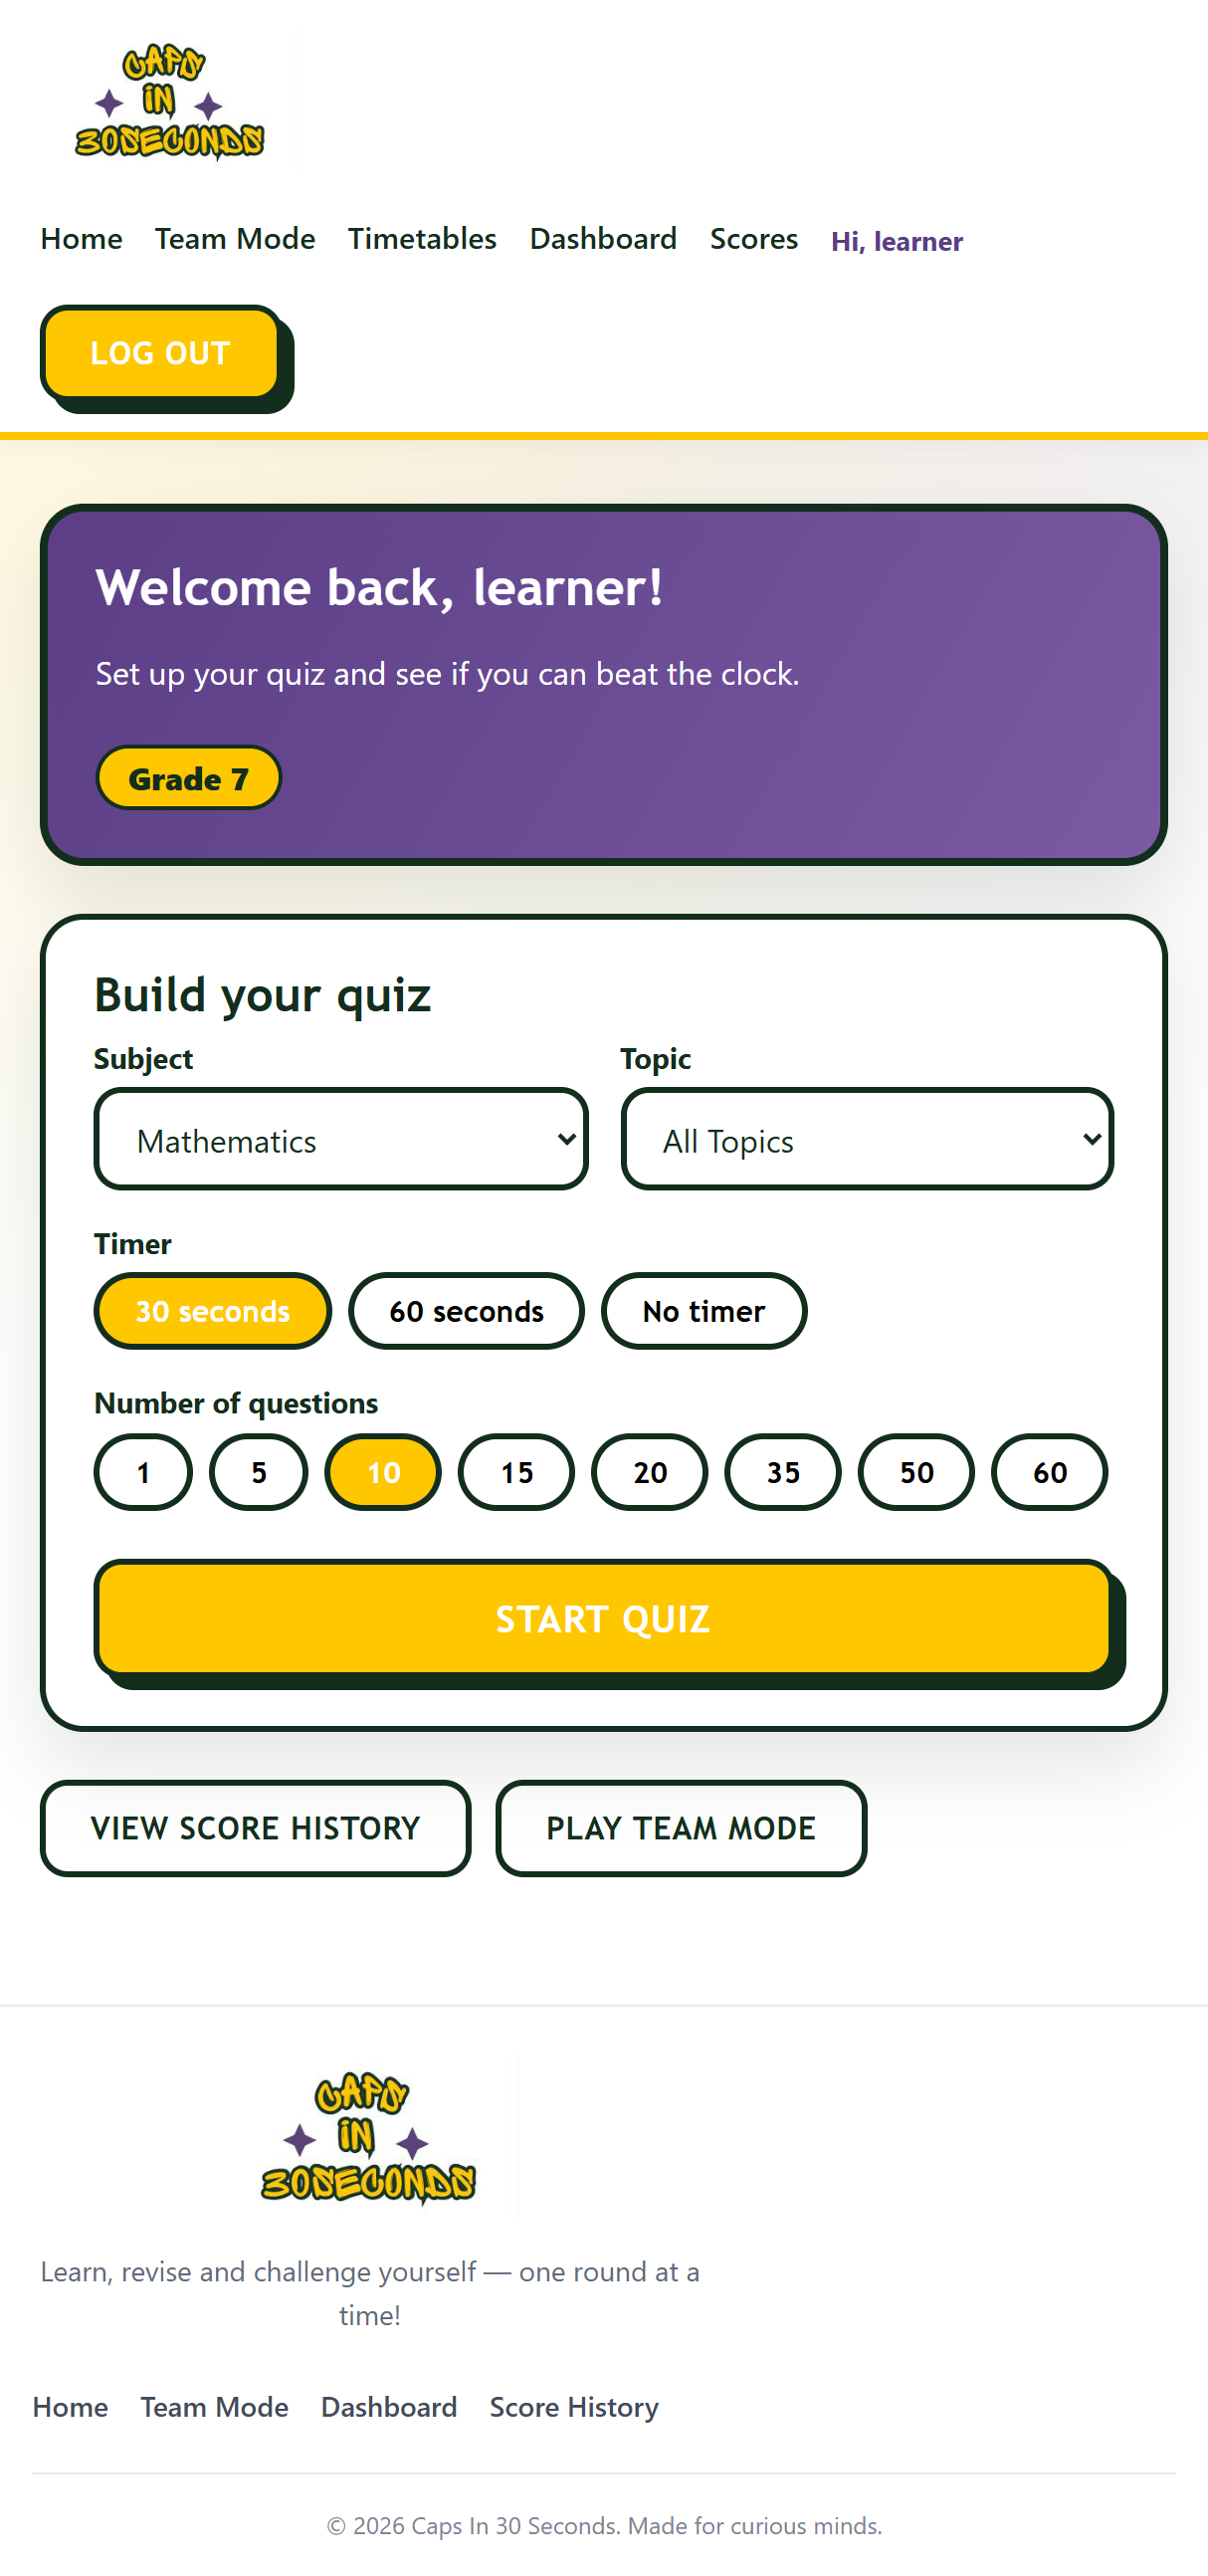 CAPS
IN
30SECONDS
Home Team Mode Timetables Dashboard Scores Hi, learner
LOG OUT
Welcome back, learner!
Set up your quiz and see if you can beat the clock.
Grade 7
Build your quiz
Subject Topic
Mathematics All Topics
Timer
30 seconds 60 seconds No timer
Number of questions
1 5 10 15 20 35 50 60
START QUIZ
VIEW SCORE HISTORY PLAY TEAM MODE
CAPS
IN
30SECONDS
Learn, revise and challenge yourself — one round at a
time!
Home Team Mode Dashboard Score History
© 2026 Caps In 30 Seconds. Made for curious minds.